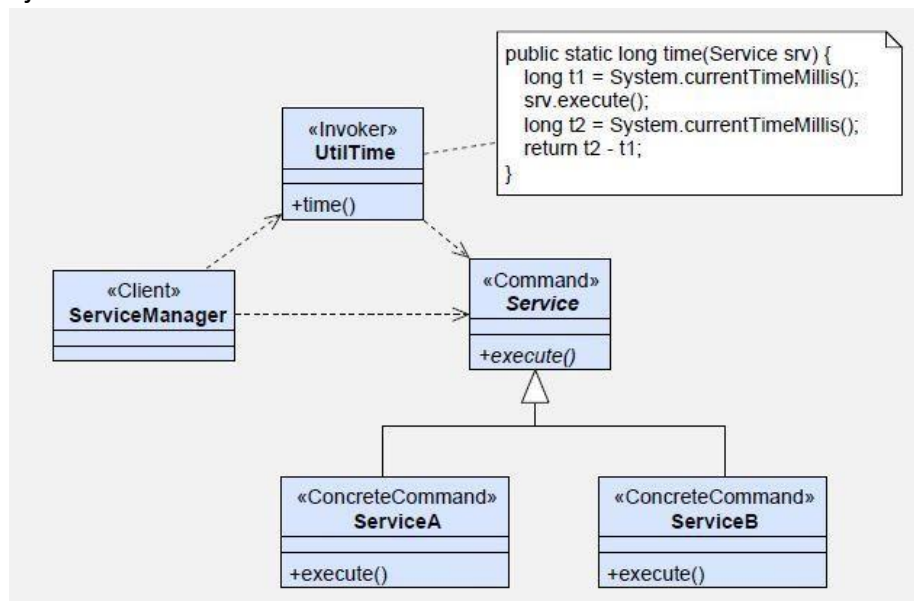 public static long time(Service srv) {
long t1 = System.currentTimeMillis();
srv.execute();
long t2 = System.currentTimeMillis();
return t2 - t1;
}
«Invoker»
UtilTime
+time()
«Client»
ServiceManager
«Command»
Service
+execute()
«ConcreteCommand»
ServiceA
+execute()
«ConcreteCommand»
ServiceB
+execute()